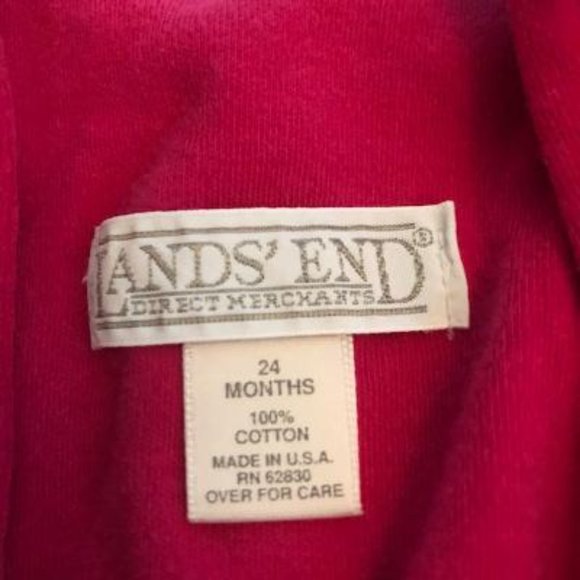 LANDS' END®
DIRECT MERCHANTS
24
MONTHS
100%
COTTON
MADE IN U.S.A.
RN 62830
OVER FOR CARE